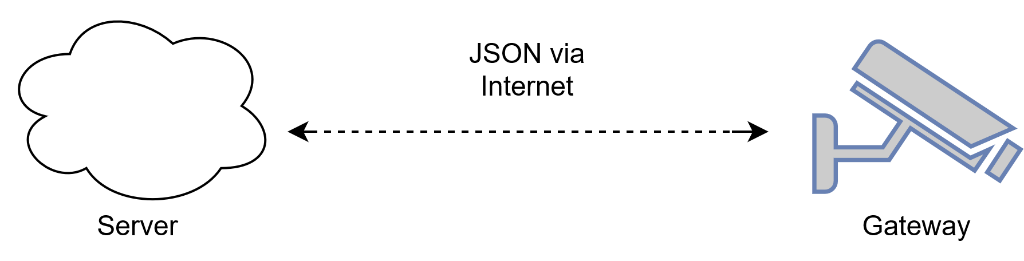 JSON via
Internet
Server
Gateway